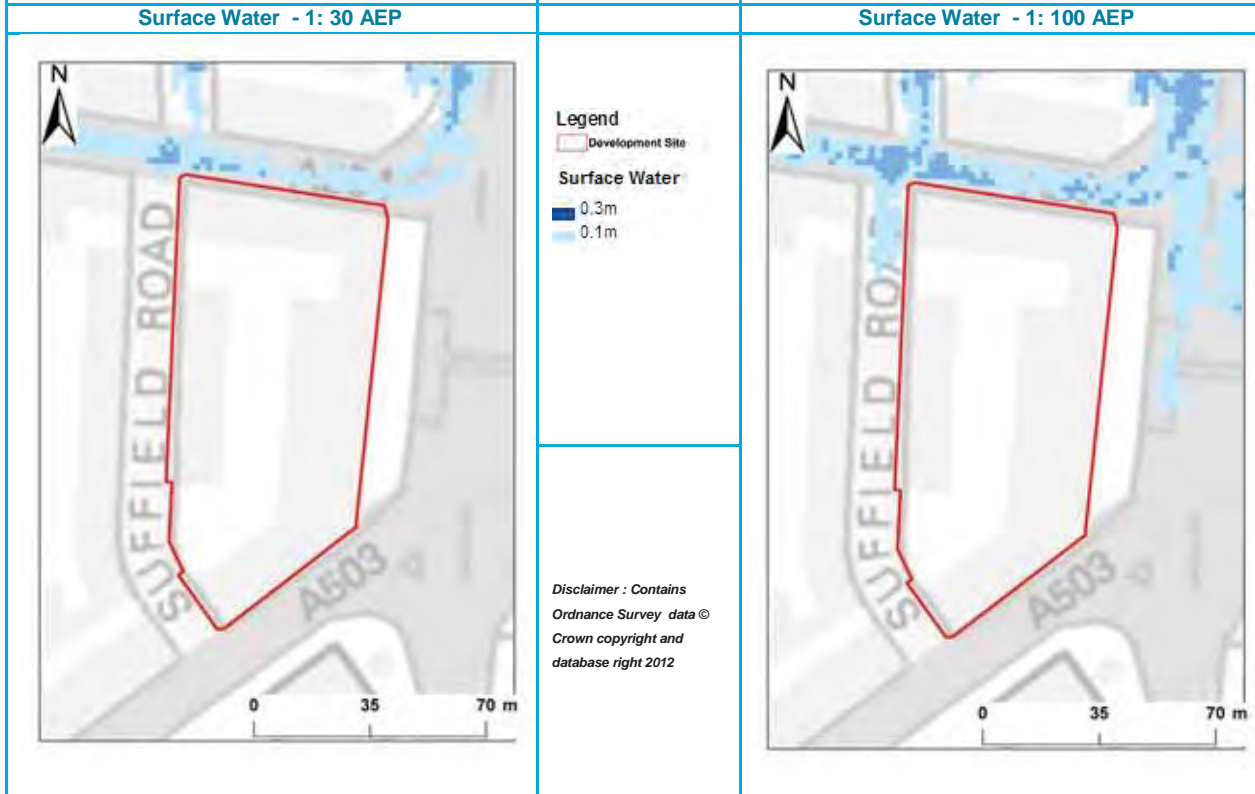 Surface Water - 1: 30 AEP
Surface Water - 1: 100 AEP
N
SUFFIELD ROAD
A503
0 35 70 m
Legend
Development Site
Surface Water
0.3m
0.1m
Disclaimer : Contains
Ordnance Survey data ©
Crown copyright and
database right 2012
N
SUFFIELD ROA
A503
0 35 70 m